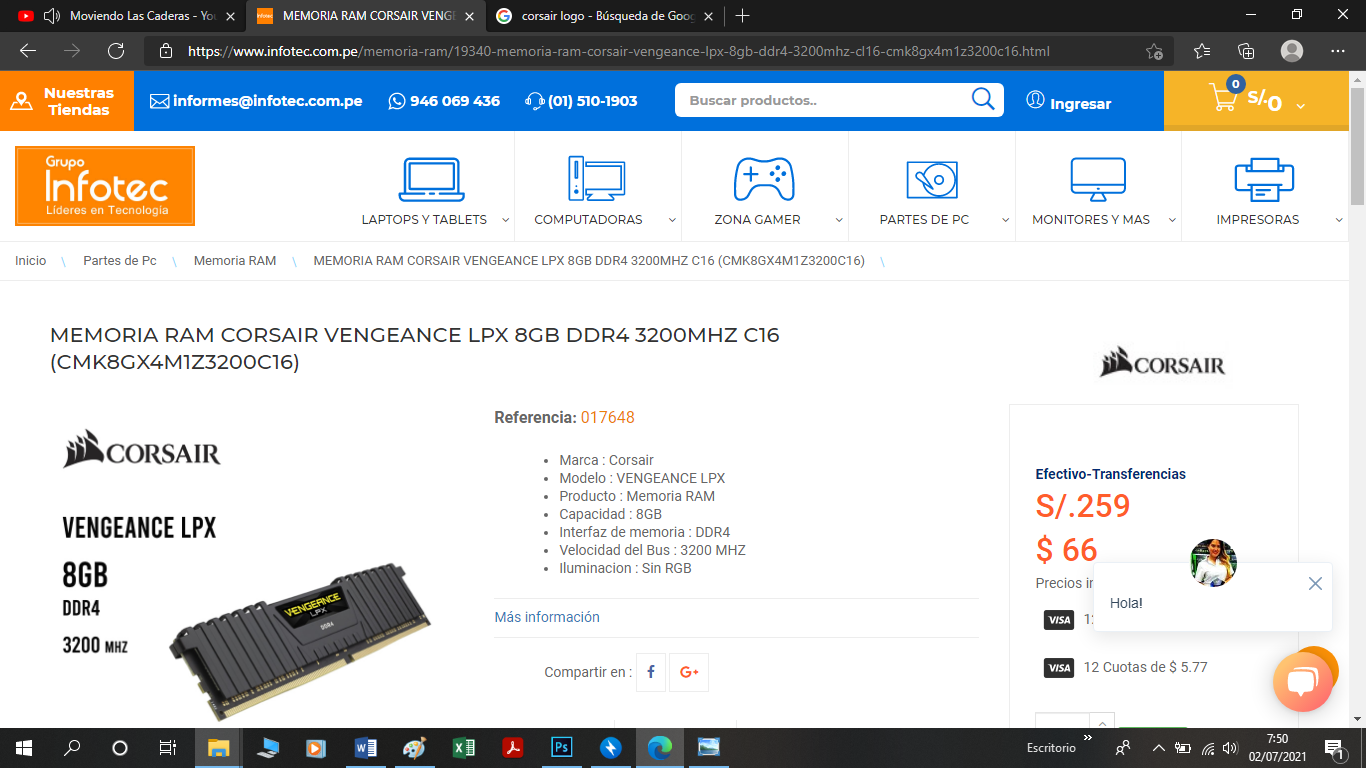 Moviendo Las Caderas - You
MEMORIA RAM CORSAIR VENGE
corsair logo - Búsqueda de Goog
https://www.infotec.com.pe/memoria-ram/19340-memoria-ram-corsair-vengeance-lpx-8gb-ddr4-3200mhz-cl16-cmk8gx4m1z3200c16.html
Nuestras
Tiendas
informes@infotec.com.pe
946 069 436
(01) 510-1903
Buscar productos..
Ingresar
0
S/.0
Grupo
Infotec
Líderes en Tecnología
LAPTOPS Y TABLETS
COMPUTADORAS
ZONA GAMER
PARTES DE PC
MONITORES Y MAS
IMPRESORAS
Inicio \ Partes de Pc \ Memoria RAM \ MEMORIA RAM CORSAIR VENGEANCE LPX 8GB DDR4 3200MHZ C16 (CMK8GX4M1Z3200C16) \
MEMORIA RAM CORSAIR VENGEANCE LPX 8GB DDR4 3200MHZ C16
(CMK8GX4M1Z3200C16)
CORSAIR
CORSAIR
VENGEANCE LPX
8GB
DDR4
3200 MHZ
VENGEANCE
LPX
DDR4
Referencia: 017648
• Marca : Corsair
• Modelo : VENGEANCE LPX
• Producto : Memoria RAM
• Capacidad : 8GB
• Interfaz de memoria : DDR4
• Velocidad del Bus : 3200 MHZ
• Iluminacion : Sin RGB
Más información
Compartir en :
f
G+
Efectivo-Transferencias
S/.259
$ 66
Precios in
Hola!
VISA 12
VISA 12 Cuotas de $ 5.77
Escritorio
7:50
02/07/2021
1